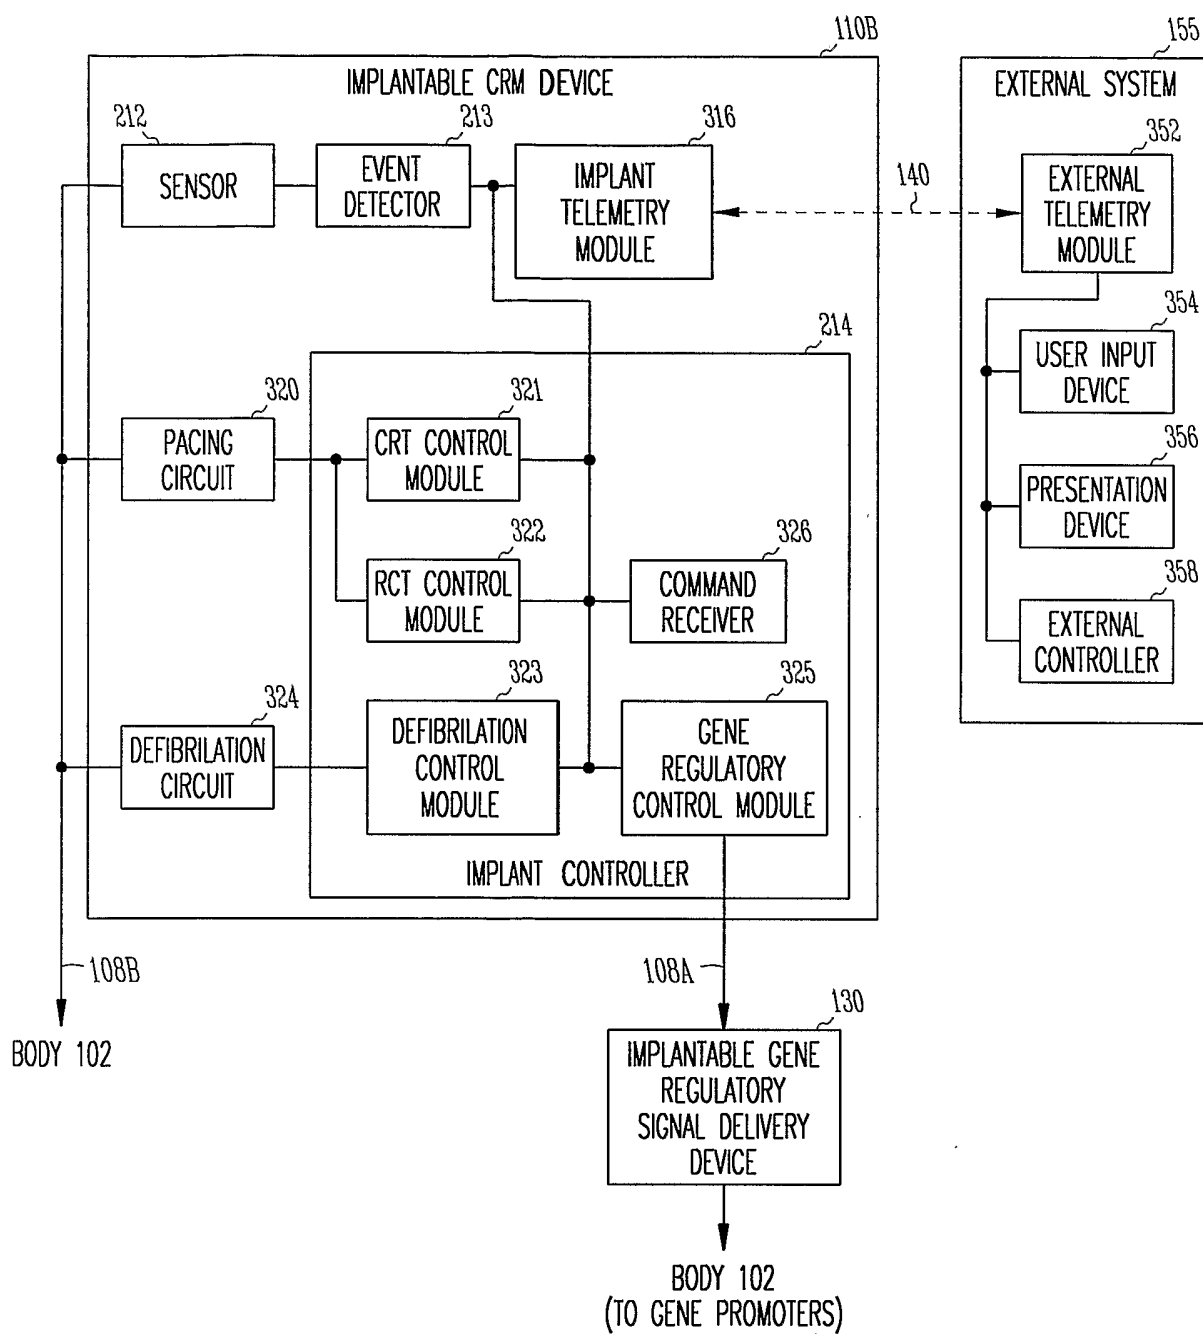 110B
155
IMPLANTABLE CRM DEVICE
EXTERNAL SYSTEM
212
213
316
352
SENSOR
EVENT
DETECTOR
IMPLANT
TELEMETRY
MODULE
140
EXTERNAL
TELEMETRY
MODULE
214
354
USER INPUT
DEVICE
320
321
PACING
CIRCUIT
CRT CONTROL
MODULE
356
PRESENTATION
DEVICE
322
326
RCT CONTROL
MODULE
COMMAND
RECEIVER
358
EXTERNAL
CONTROLLER
324
323
325
DEFIBRILATION
CIRCUIT
DEFIBRILATION
CONTROL
MODULE
GENE
REGULATORY
CONTROL MODULE
IMPLANT CONTROLLER
108B
108A
BODY 102
130
IMPLANTABLE GENE
REGULATORY
SIGNAL DELIVERY
DEVICE
BODY 102
(TO GENE PROMOTERS)